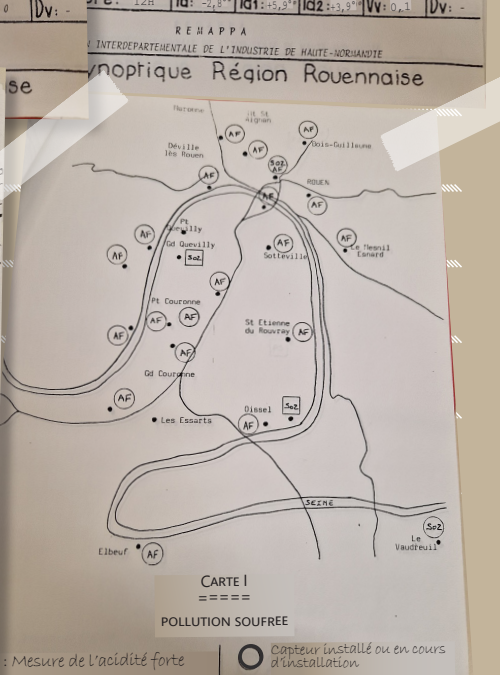 0 Dv: -
12H Id: -2,8°° Id1:+5,9°° Id2:+3,9°° Vv: 0,1 Dv: -
REMAPPA
INTERDEPARTEMENTALE DE L'INDUSTRIE DE HAUTE-NORMANDIE
ynoptique Région Rouennaise
se
Maromme
Mt St
Aignan
AF
AF
AF
Bois-Guillaume
Déville
lès Rouen
SO2
AF
AF
ROUEN
AF
AF
Pt
Quevilly
AF
Gd Quevilly
AF
SO2
AF
Sotteville
AF
Le Mesnil
Esnard
AF
Pt Couronne
AF
AF
St Etienne
du Rouvray
AF
AF
AF
Gd Couronne
AF
Les Essarts
Oissel
SO2
AF
SEINE
SO2
Le
Vaudreuil
Elbeuf
AF
CARTE I
=====
POLLUTION SOUFREE
: Mesure de l'acidité forte
Capteur installé ou en cours
d'installation